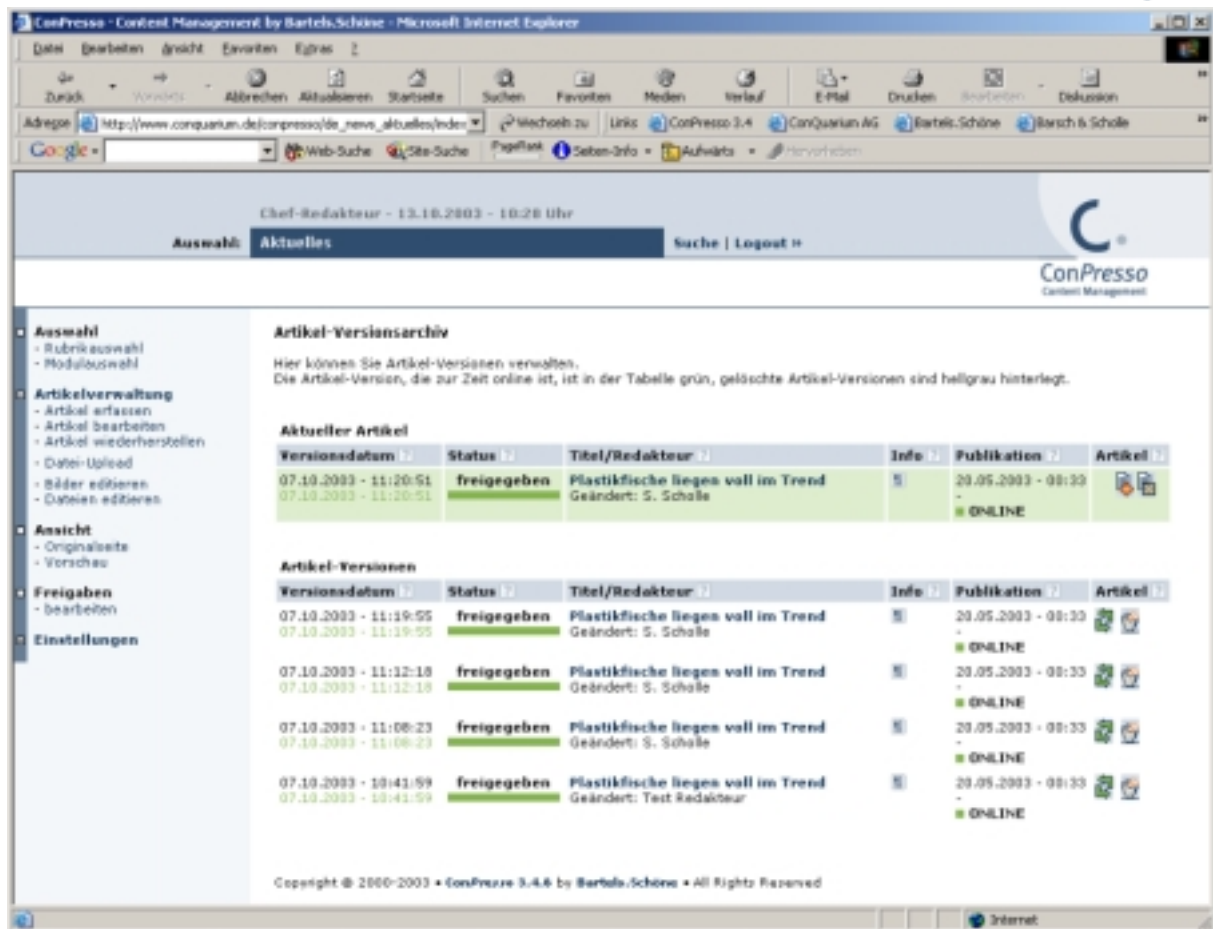 ConPresso - Content Management by Bartels.Schöne - Microsoft Internet Explorer
Datei Bearbeiten Ansicht Favoriten Extras ?
Zurück Vorwärts Abbrechen Aktualisieren Startseite Suchen Favoriten Medien Verlauf E-Mail Drucken Bearbeiten Diskussion
Adresse http://www.conquarium.de/conpresso/de_news_aktuelles/index Wechseln zu Links ConPresso 3.4 ConQuarium AG Bartels.Schöne Barsch & Scholle
Google Web-Suche Site-Suche PageRank Seiten-Info Aufwärts Hervorheben
Chef-Redakteur - 13.10.2003 - 10:28 Uhr
Auswahl: Aktuelles Suche | Logout »
C.
ConPresso
Content Management
Auswahl
- Rubrikauswahl
- Modulauswahl
Artikelverwaltung
- Artikel erfassen
- Artikel bearbeiten
- Artikel wiederherstellen
- Datei-Upload
- Bilder editieren
- Dateien editieren
Ansicht
- Originalseite
- Vorschau
Freigaben
- bearbeiten
Einstellungen
Artikel-Versionsarchiv
Hier können Sie Artikel-Versionen verwalten.
Die Artikel-Version, die zur Zeit online ist, ist in der Tabelle grün, gelöschte Artikel-Versionen sind hellgrau hinterlegt.
Aktueller Artikel
Versionsdatum ? Status ? Titel/Redakteur ? Info ? Publikation ? Artikel ?
07.10.2003 - 11:20:51 freigegeben Plastikfische liegen voll im Trend 20.05.2003 - 00:33
07.10.2003 - 11:20:51 Geändert: S. Scholle -
ONLINE
Artikel-Versionen
Versionsdatum ? Status ? Titel/Redakteur ? Info ? Publikation ? Artikel ?
07.10.2003 - 11:19:55 freigegeben Plastikfische liegen voll im Trend 20.05.2003 - 00:33
07.10.2003 - 11:19:55 Geändert: S. Scholle -
ONLINE
07.10.2003 - 11:12:18 freigegeben Plastikfische liegen voll im Trend 20.05.2003 - 00:33
07.10.2003 - 11:12:18 Geändert: S. Scholle -
ONLINE
07.10.2003 - 11:08:23 freigegeben Plastikfische liegen voll im Trend 20.05.2003 - 00:33
07.10.2003 - 11:08:23 Geändert: S. Scholle -
ONLINE
07.10.2003 - 10:41:59 freigegeben Plastikfische liegen voll im Trend 20.05.2003 - 00:33
07.10.2003 - 10:41:59 Geändert: Test Redakteur -
ONLINE
Copyright © 2000-2003 • ConPresso 3.4.6 by Bartels.Schöne • All Rights Reserved
Internet